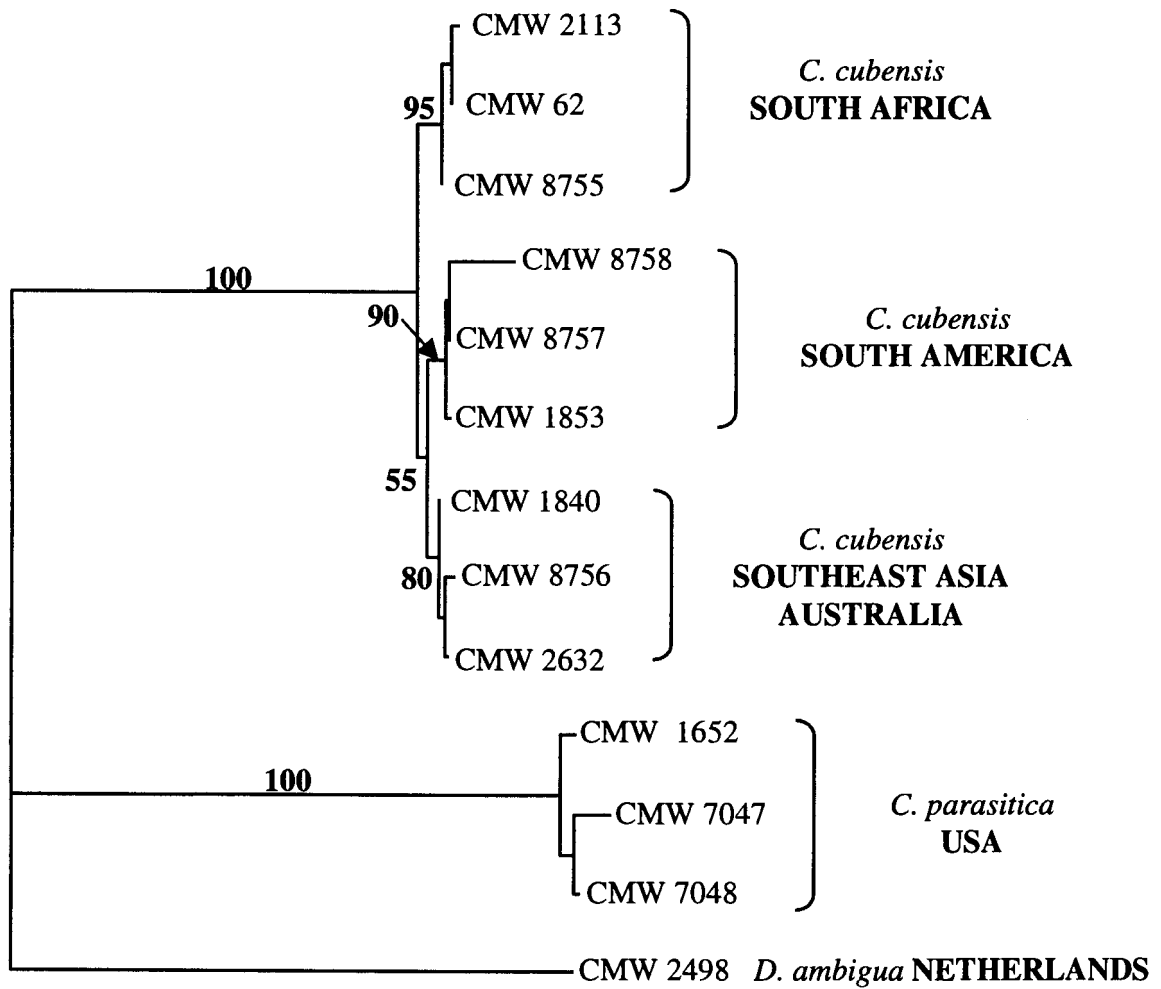 CMW 2113
C. cubensis
SOUTH AFRICA
95
CMW 62
CMW 8755
CMW 8758
100
90
C. cubensis
SOUTH AMERICA
CMW 8757
CMW 1853
55
CMW 1840
C. cubensis
SOUTHEAST ASIA
AUSTRALIA
80
CMW 8756
CMW 2632
CMW 1652
100
C. parasitica
USA
CMW 7047
CMW 7048
CMW 2498 D. ambigua NETHERLANDS